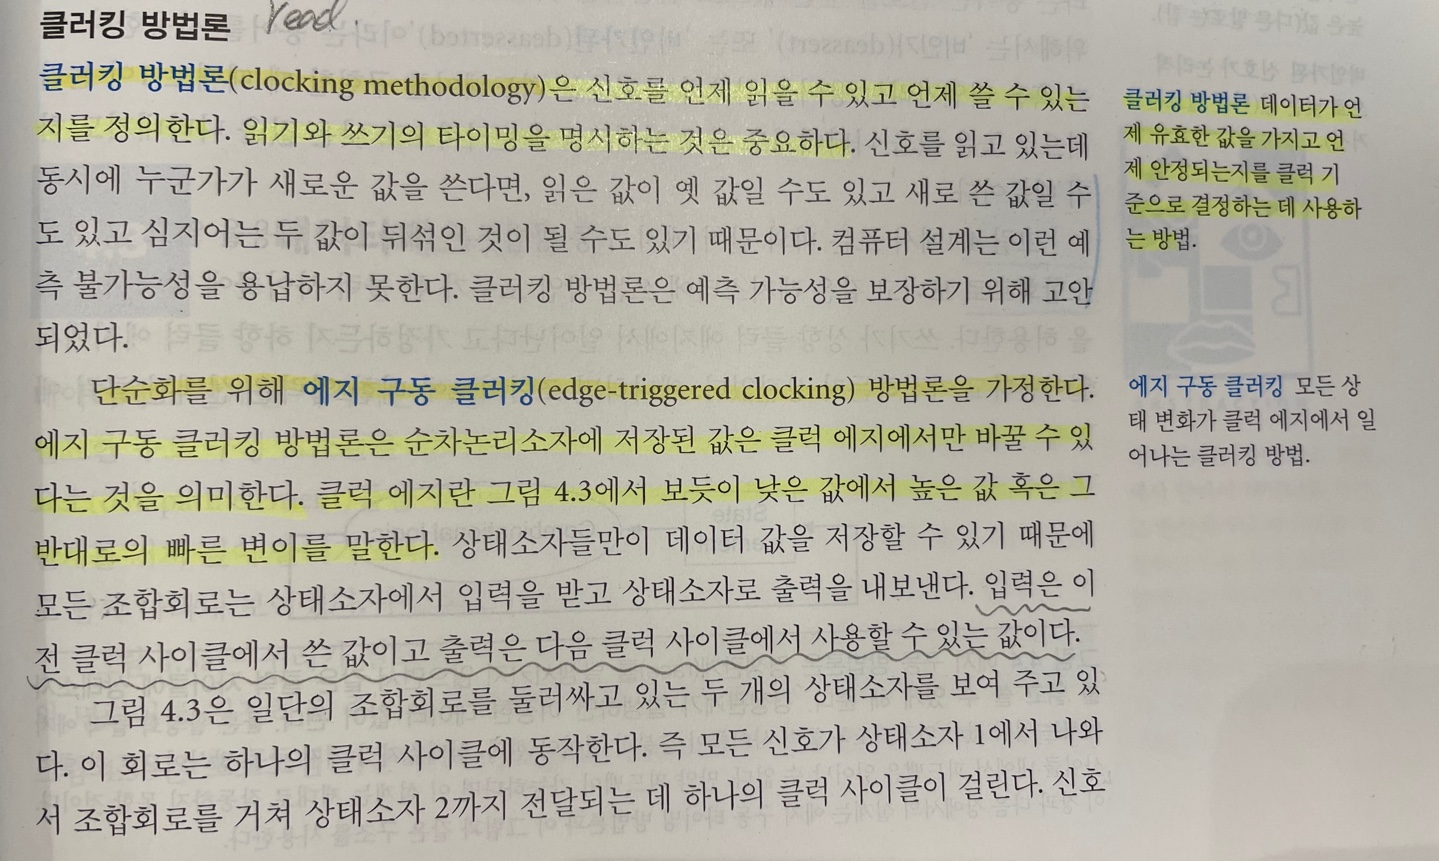 클러킹 방법론 read.
클러킹 방법론(clocking methodology)은 신호를 언제 읽을 수 있고 언제 쓸 수 있는
지를 정의한다. 읽기와 쓰기의 타이밍을 명시하는 것은 중요하다. 신호를 읽고 있는데
동시에 누군가가 새로운 값을 쓴다면, 읽은 값이 옛 값일 수도 있고 새로 쓴 값일 수
도 있고 심지어는 두 값이 뒤섞인 것이 될 수도 있기 때문이다. 컴퓨터 설계는 이런 예
측 불가능성을 용납하지 못한다. 클러킹 방법론은 예측 가능성을 보장하기 위해 고안
되었다.
단순화를 위해 에지 구동 클러킹(edge-triggered clocking) 방법론을 가정한다.
에지 구동 클러킹 방법론은 순차논리소자에 저장된 값은 클럭 에지에서만 바꿀 수 있
다는 것을 의미한다. 클럭 에지란 그림 4.3에서 보듯이 낮은 값에서 높은 값 혹은 그
반대로의 빠른 변이를 말한다. 상태소자들만이 데이터 값을 저장할 수 있기 때문에
모든 조합회로는 상태소자에서 입력을 받고 상태소자로 출력을 내보낸다. 입력은 이
전 클럭 사이클에서 쓴 값이고 출력은 다음 클럭 사이클에서 사용할 수 있는 값이다.
그림 4.3은 일단의 조합회로를 둘러싸고 있는 두 개의 상태소자를 보여 주고 있
다. 이 회로는 하나의 클럭 사이클에 동작한다. 즉 모든 신호가 상태소자 1에서 나와
서 조합회로를 거쳐 상태소자 2까지 전달되는 데 하나의 클럭 사이클이 걸린다. 신호
클러킹 방법론 데이터가 언
제 유효한 값을 가지고 언
제 안정되는지를 클럭 기
준으로 결정하는 데 사용하
는 방법.
에지 구동 클러킹 모든 상
태 변화가 클럭 에지에서 일
어나는 클러킹 방법.